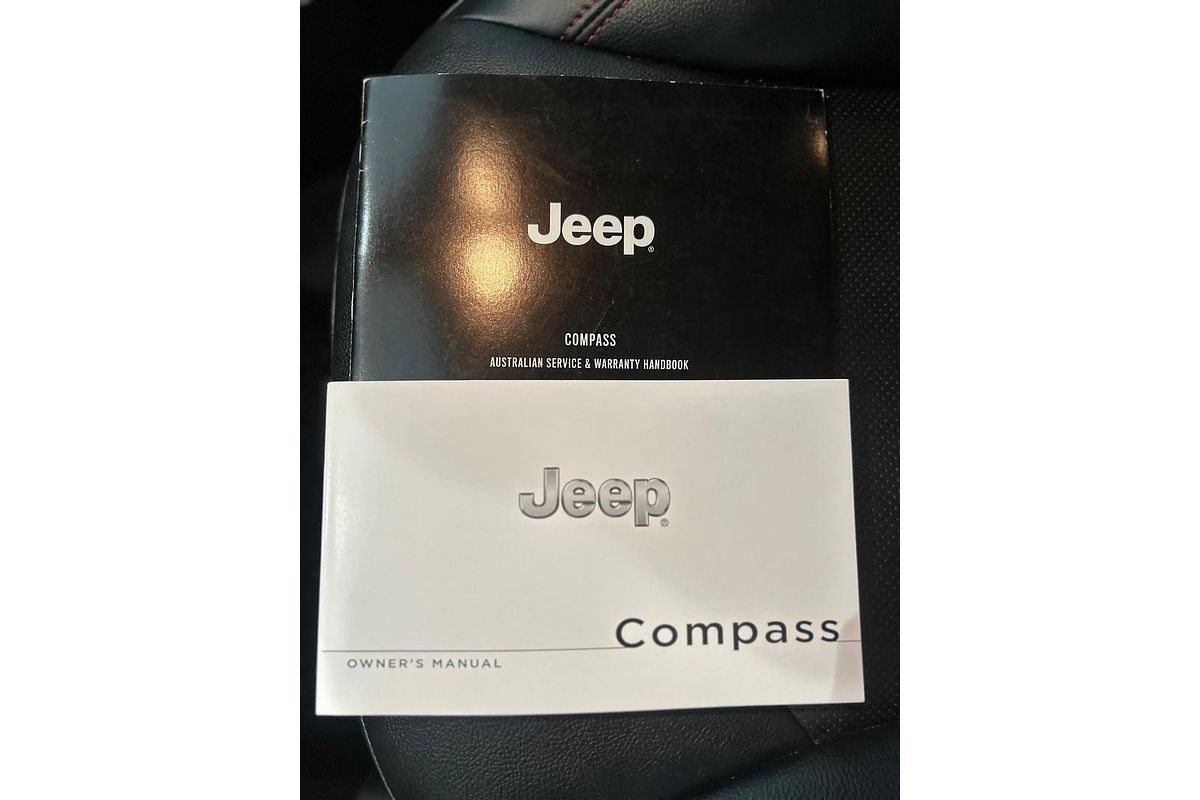 Jeep®
COMPASS
AUSTRALIAN SERVICE & WARRANTY HANDBOOK
Jeep®
Compass
OWNER'S MANUAL